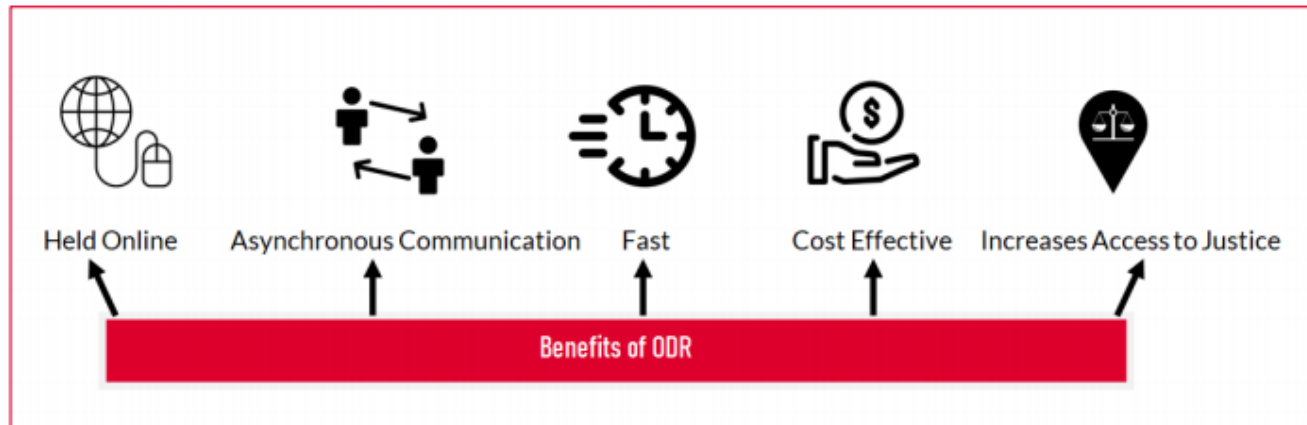 Held Online
Asynchronous Communication
Fast
Cost Effective
Increases Access to Justice
Benefits of ODR